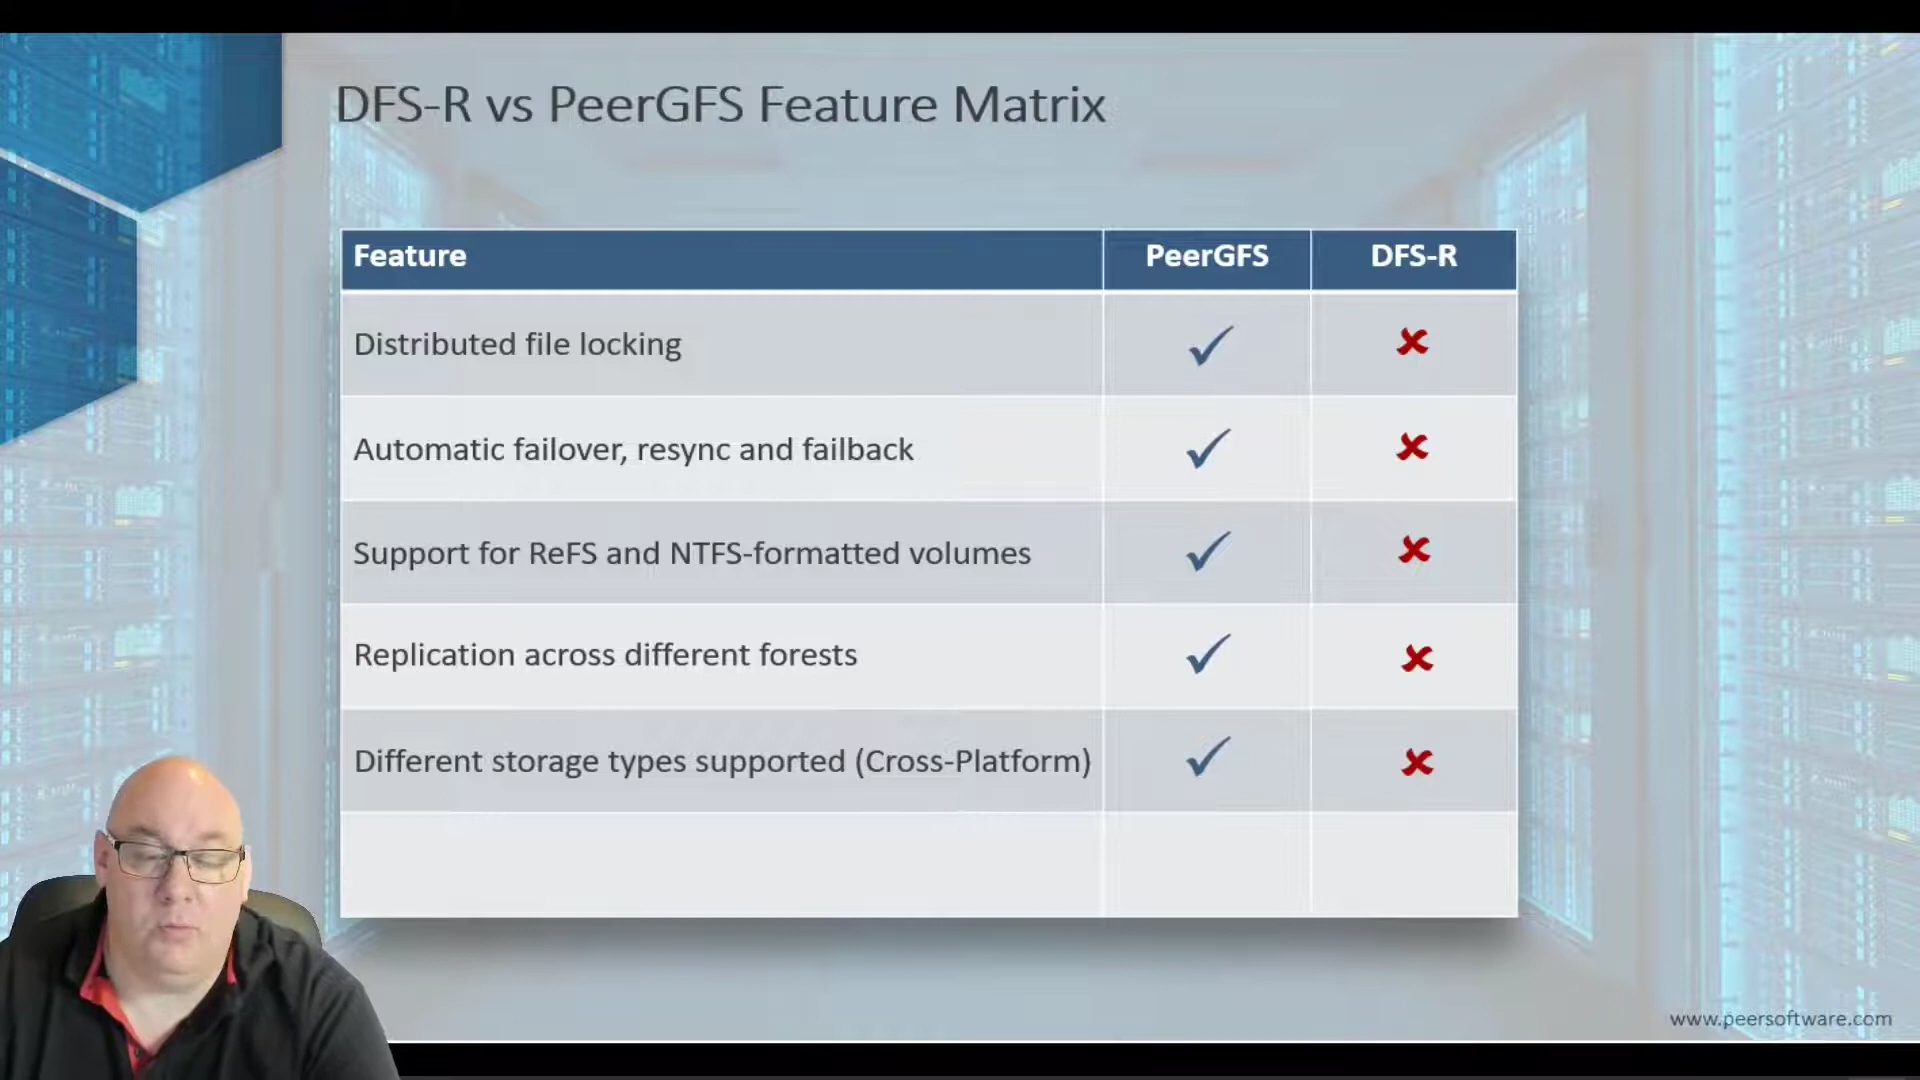 DFS-R vs PeerGFS Feature Matrix
Feature PeerGFS DFS-R
Distributed file locking
Automatic failover, resync and failback
Support for ReFS and NTFS-formatted volumes
Replication across different forests
Different storage types supported (Cross-Platform)
www.peersoftware.com